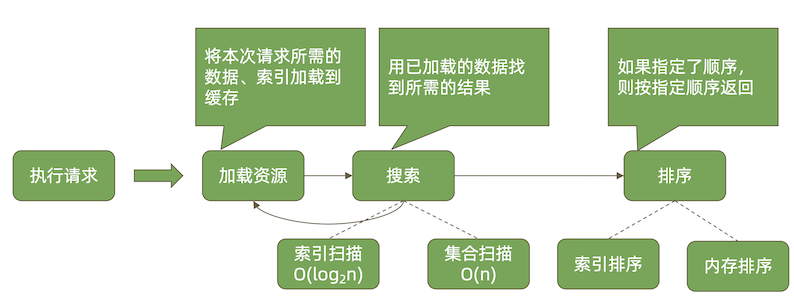 将本次请求所需的
数据、索引加载到
缓存
用已加载的数据找
到所需的结果
如果指定了顺序，
则按指定顺序返回
执行请求
加载资源
搜索
排序
索引扫描
O(log₂n)
集合扫描
O(n)
索引排序
内存排序